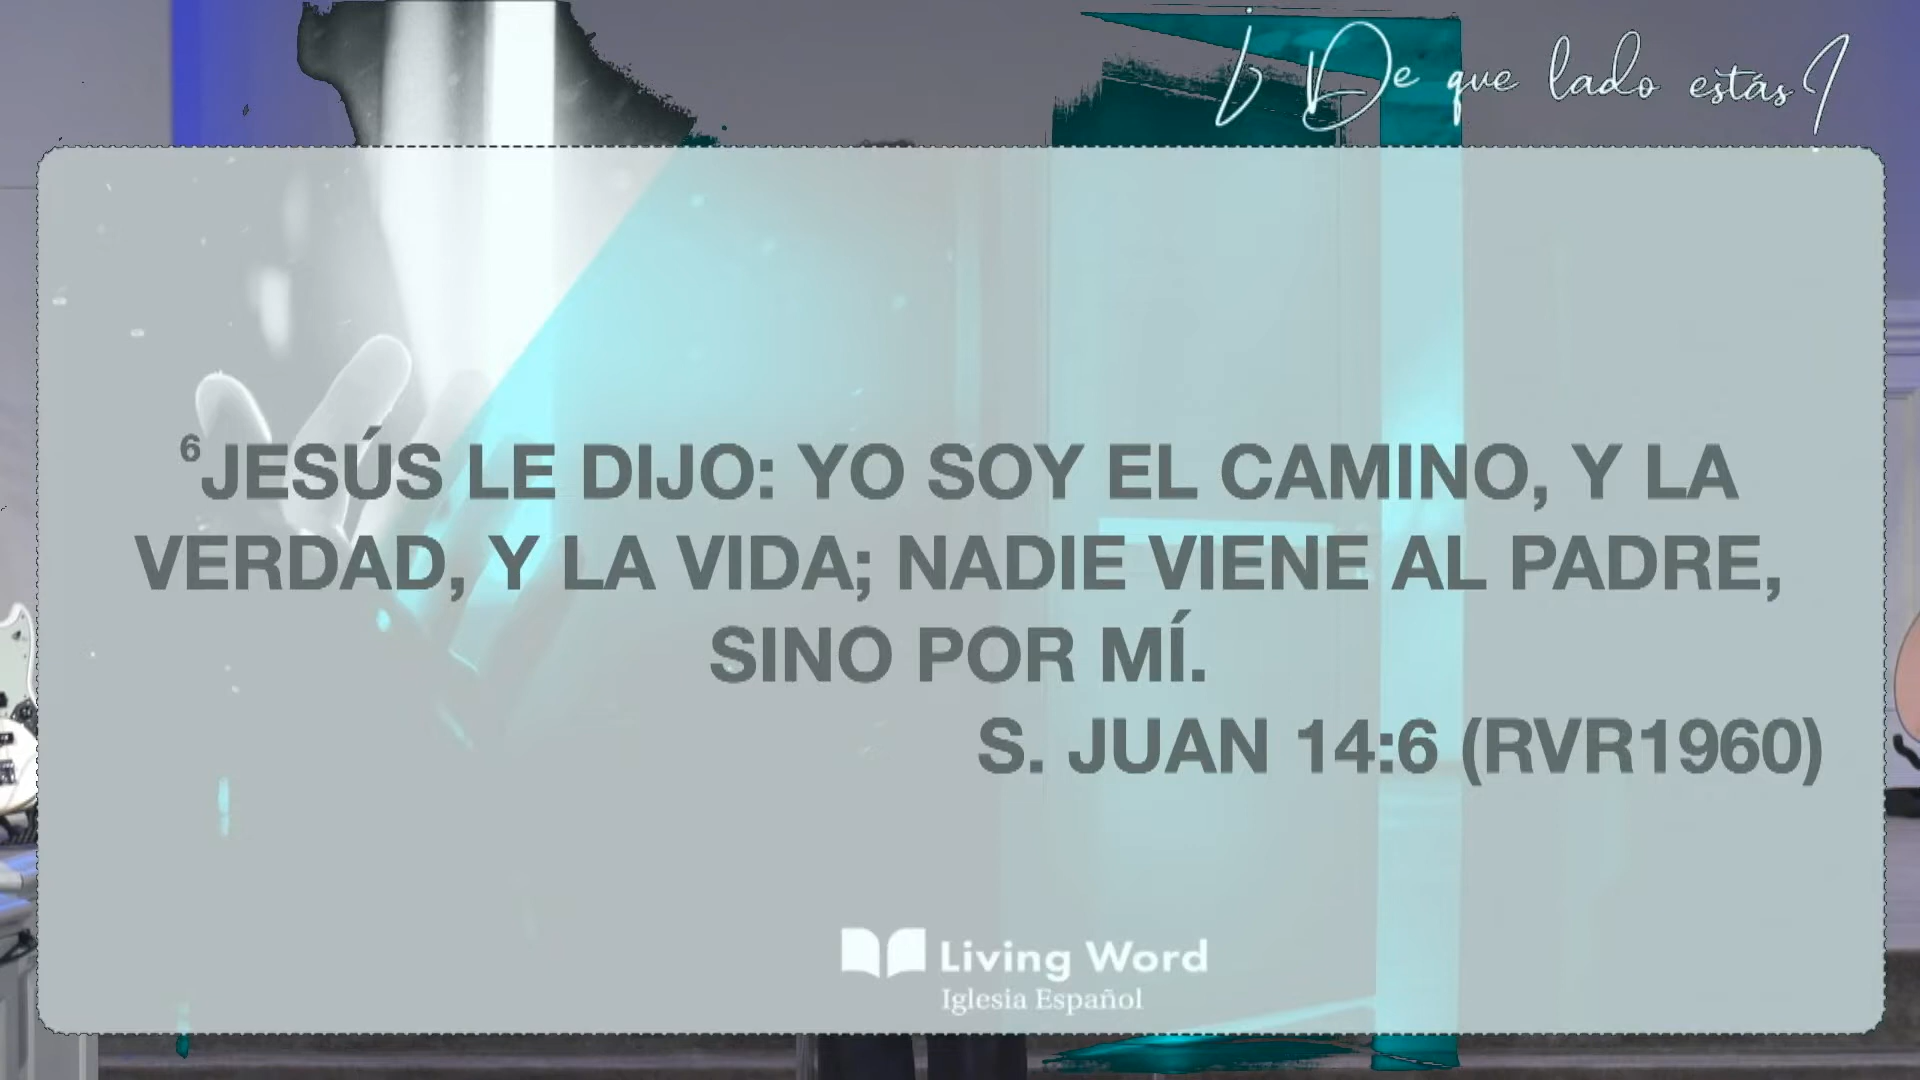 ¿De que lado estás?
⁶JESÚS LE DIJO: YO SOY EL CAMINO, Y LA
VERDAD, Y LA VIDA; NADIE VIENE AL PADRE,
SINO POR MÍ.
S. JUAN 14:6 (RVR1960)
Living Word
Iglesia Español